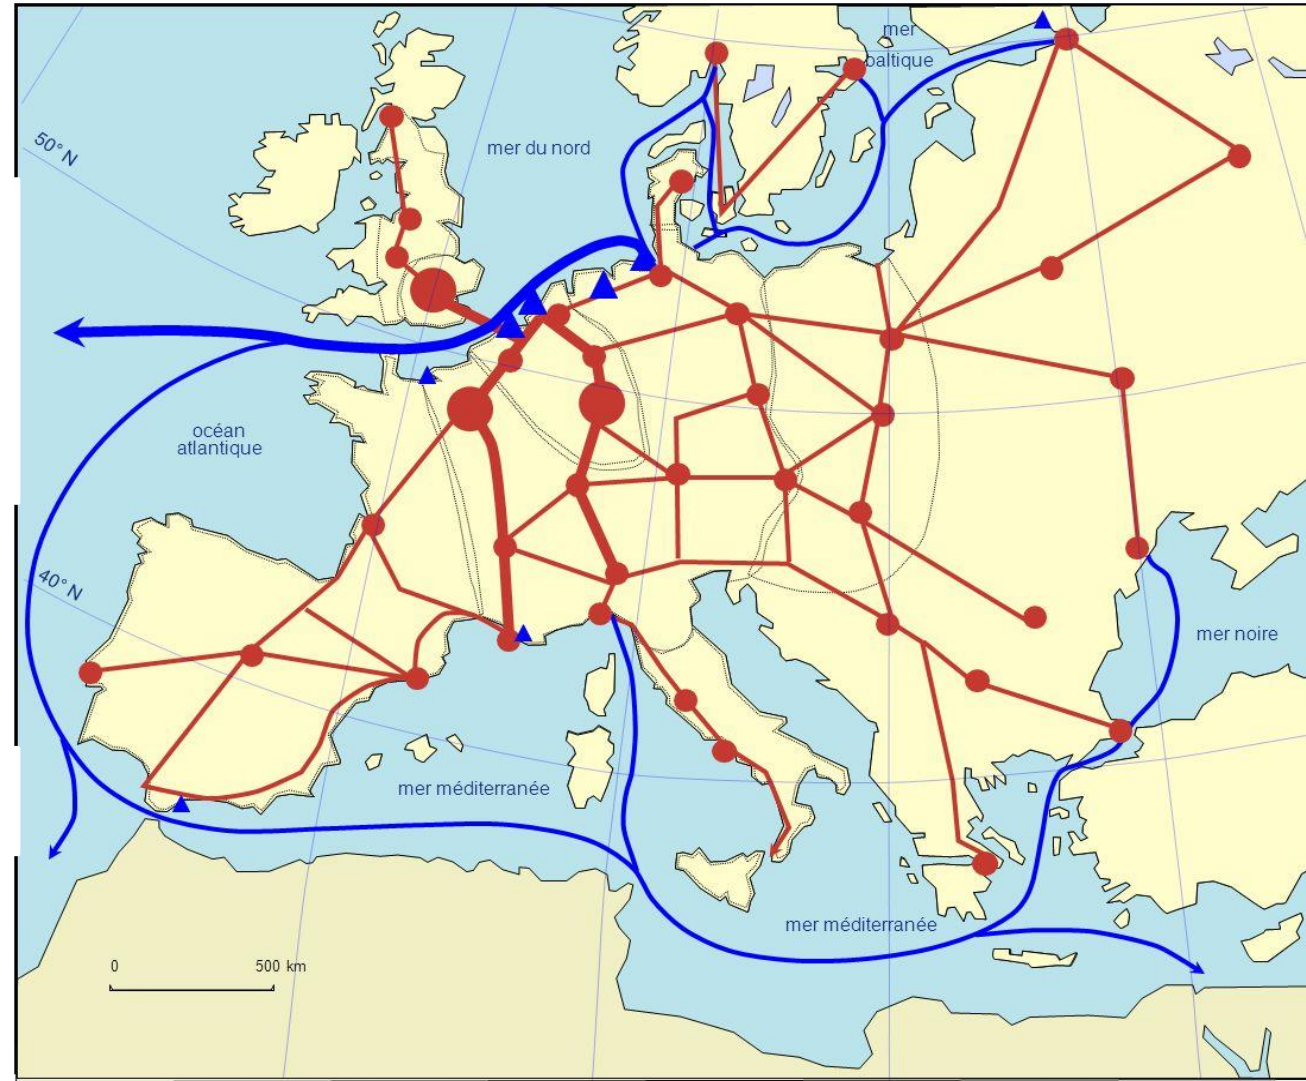 mer
baltique
50° N
mer du nord
océan
atlantique
40° N
mer noire
mer méditerranée
mer méditerranée
0 500 km